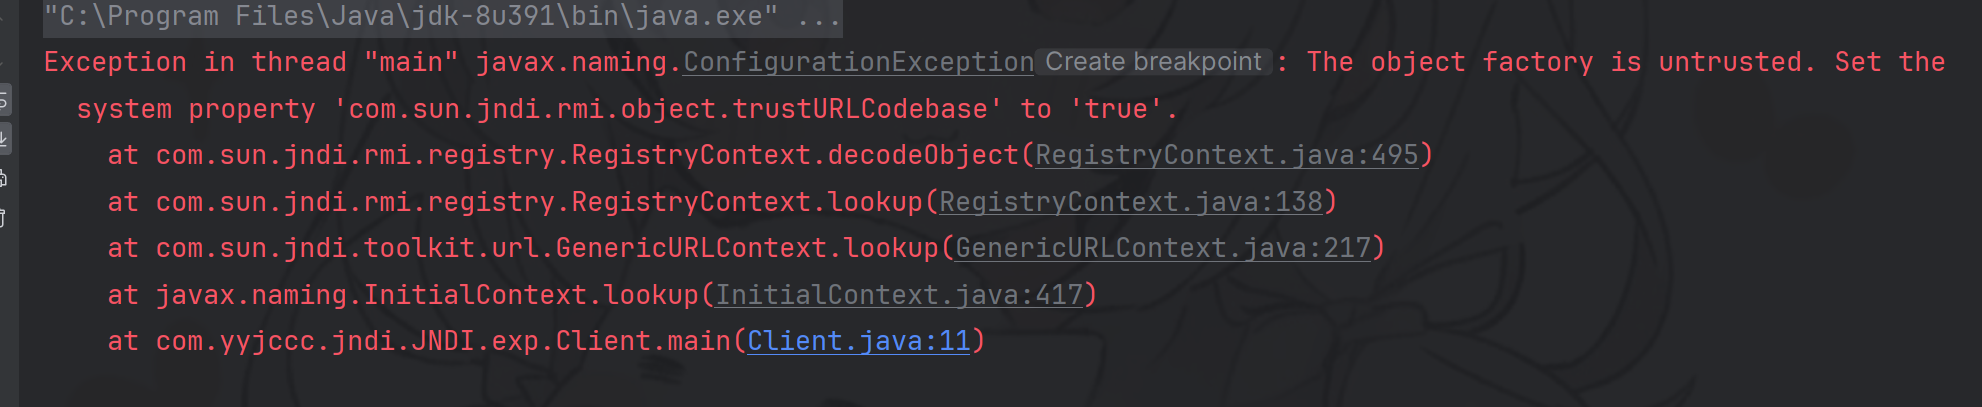 "C:\Program Files\Java\jdk-8u391\bin\java.exe" ...
Exception in thread "main" javax.naming.ConfigurationException Create breakpoint : The object factory is untrusted. Set the
system property 'com.sun.jndi.rmi.object.trustURLCodebase' to 'true'.
at com.sun.jndi.rmi.registry.RegistryContext.decodeObject(RegistryContext.java:495)
at com.sun.jndi.rmi.registry.RegistryContext.lookup(RegistryContext.java:138)
at com.sun.jndi.toolkit.url.GenericURLContext.lookup(GenericURLContext.java:217)
at javax.naming.InitialContext.lookup(InitialContext.java:417)
at com.yyjccc.jndi.JNDI.exp.Client.main(Client.java:11)